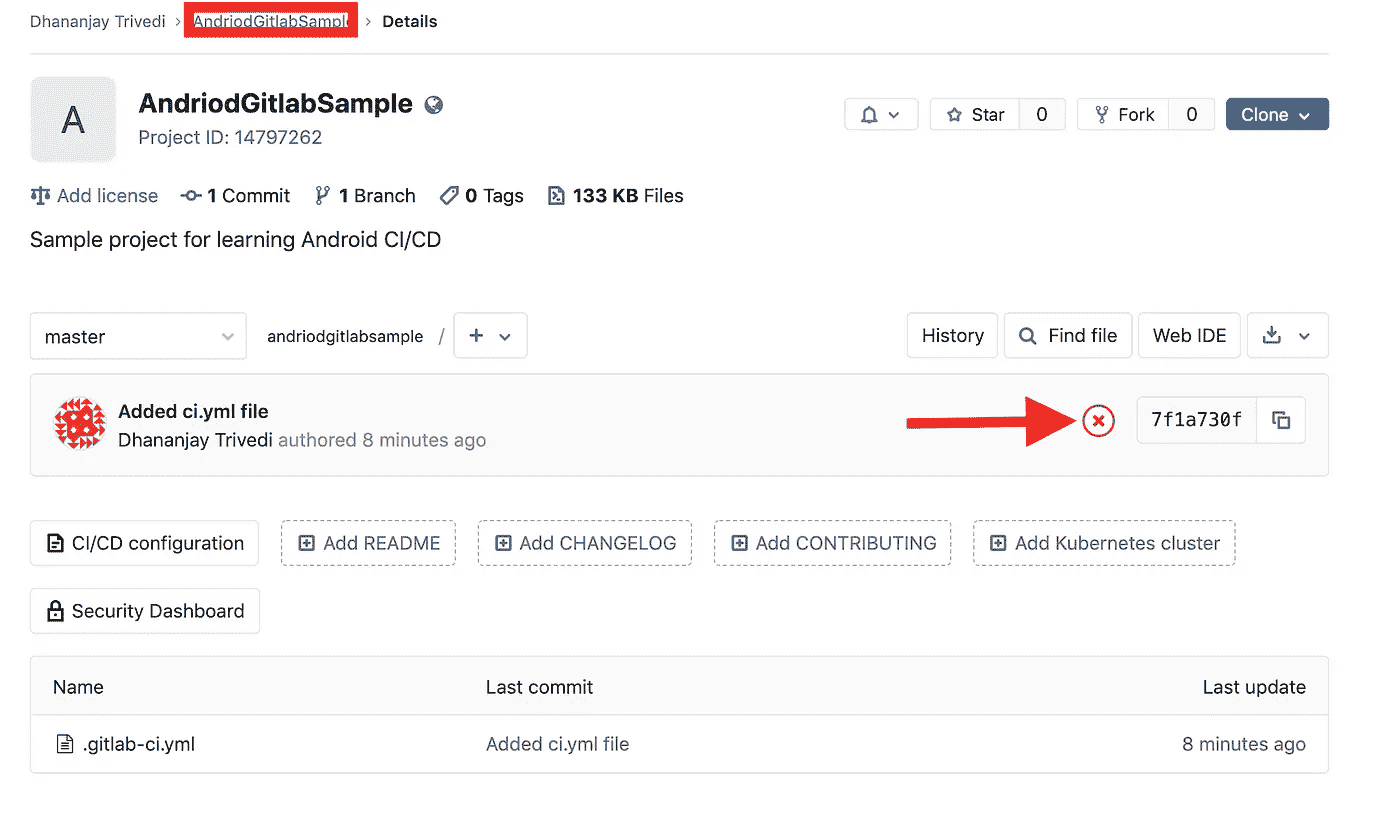 Dhananjay Trivedi > AndriodGitlabSample > Details
A
AndriodGitlabSample
Project ID: 14797262
Star 0 Fork 0 Clone
Add license 1 Commit 1 Branch 0 Tags 133 KB Files
Sample project for learning Android CI/CD
master andriodgitlabsample / + History Find file Web IDE
Added ci.yml file
Dhananjay Trivedi authored 8 minutes ago
7f1a730f
CI/CD configuration Add README Add CHANGELOG Add CONTRIBUTING Add Kubernetes cluster
Security Dashboard
Name Last commit Last update
.gitlab-ci.yml Added ci.yml file 8 minutes ago